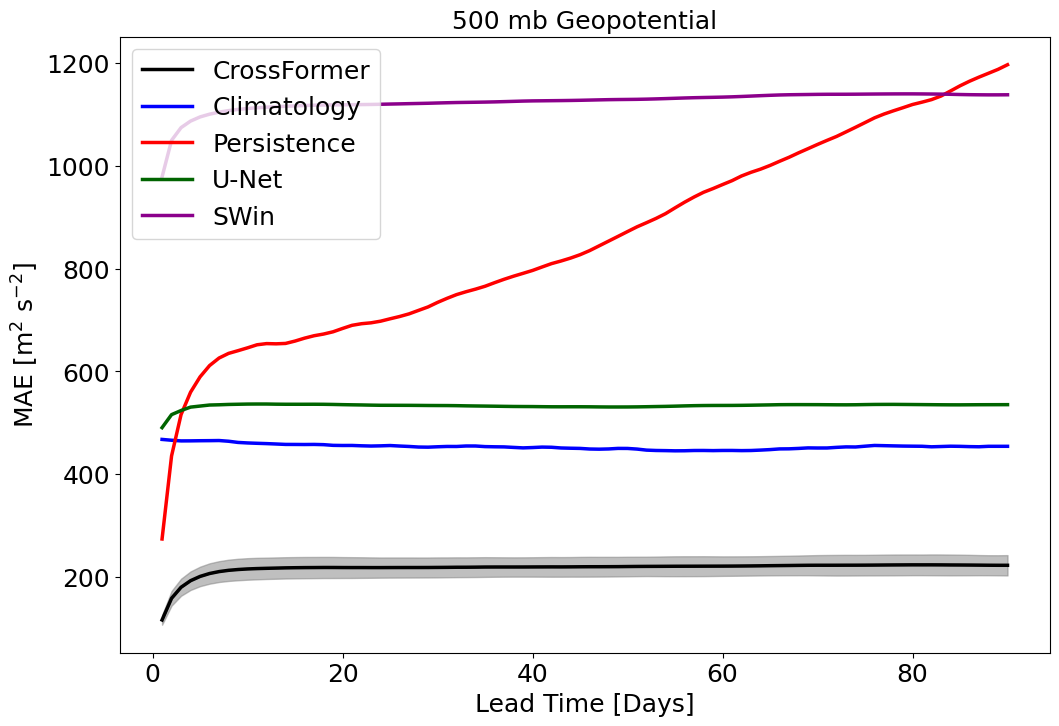 500 mb Geopotential
1200
1000
800
600
400
200
MAE [m² s⁻²]
CrossFormer
Climatology
Persistence
U-Net
SWin
0 20 40 60 80
Lead Time [Days]